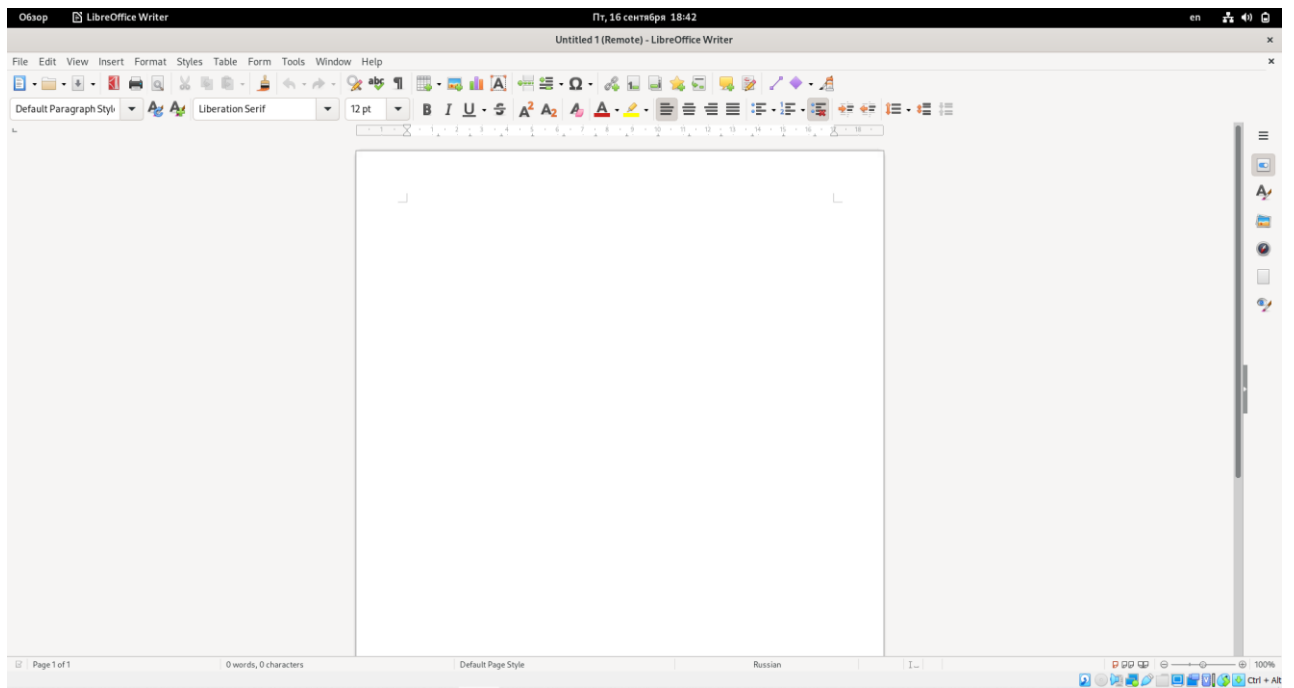 Обзор LibreOffice Writer Пт, 16 сентября 18:42 en
Untitled 1 (Remote) - LibreOffice Writer
File Edit View Insert Format Styles Table Form Tools Window Help
Default Paragraph Styl Liberation Serif 12 pt
Page 1 of 1 0 words, 0 characters Default Page Style Russian 100%
Ctrl + Alt